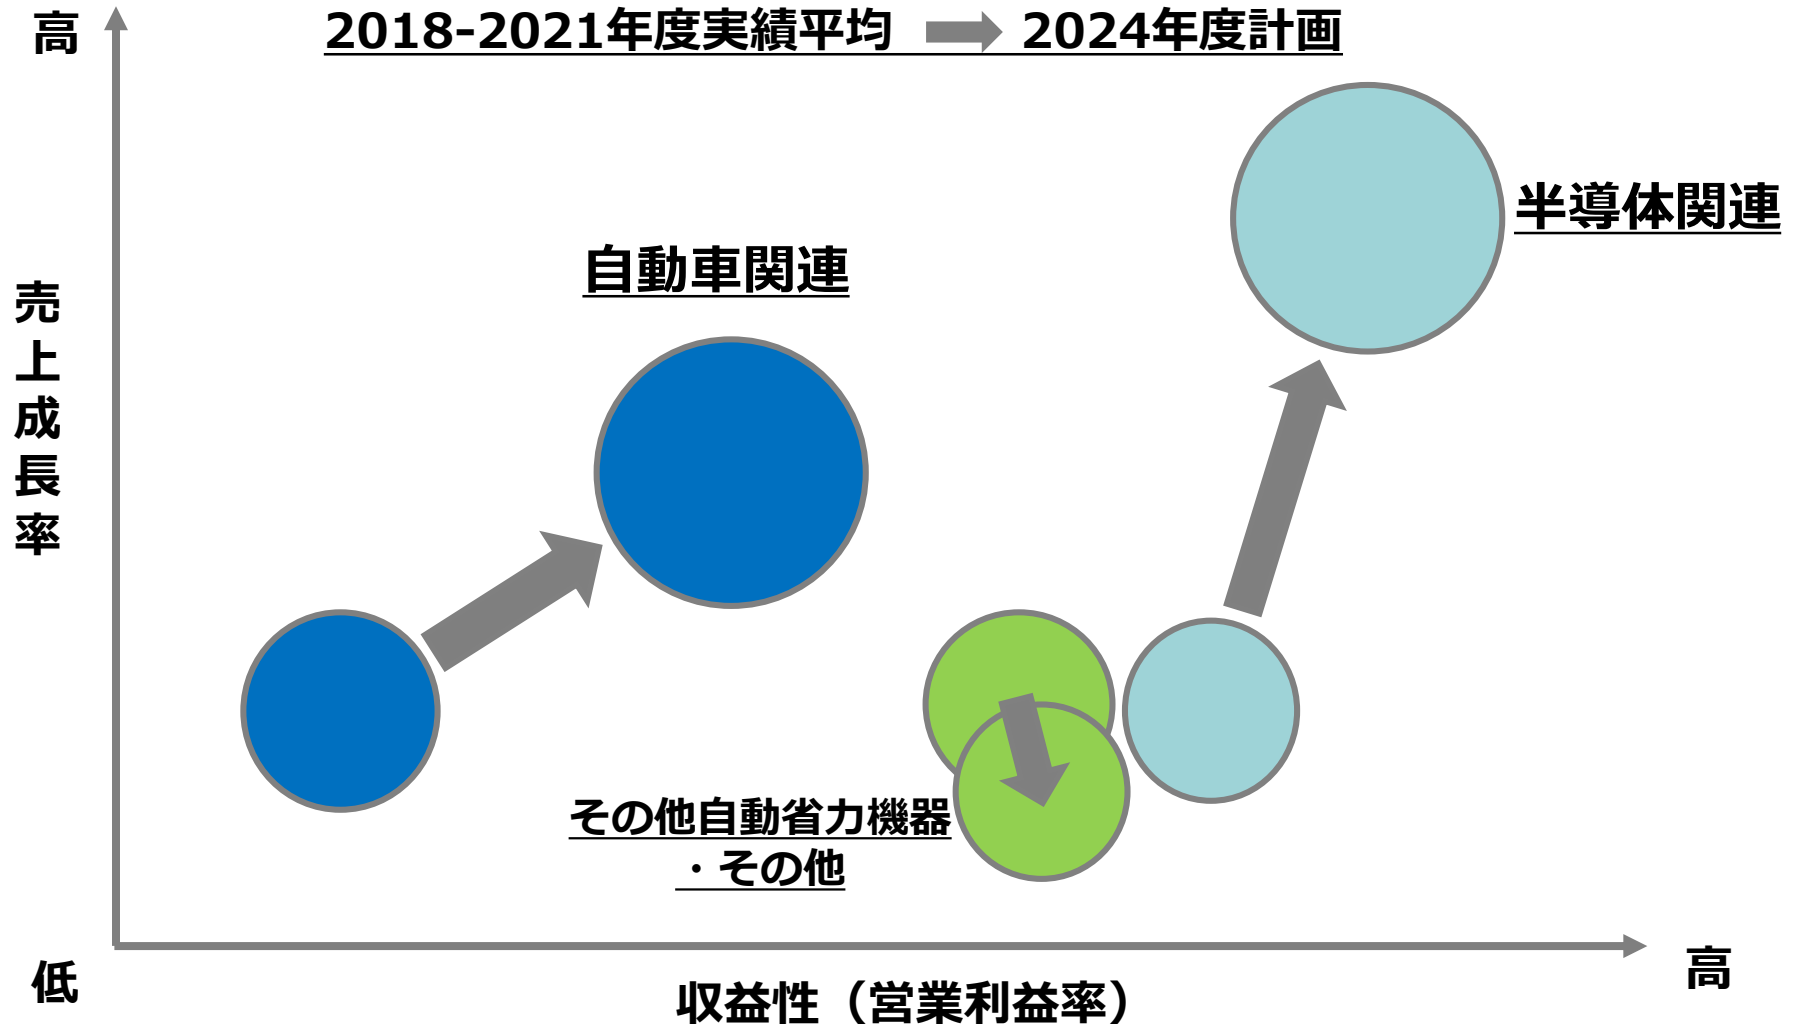 高
2018-2021年度実績平均 2024年度計画
半導体関連
自動車関連
売上成長率
その他自動省力機器
・その他
低
収益性（営業利益率）
高